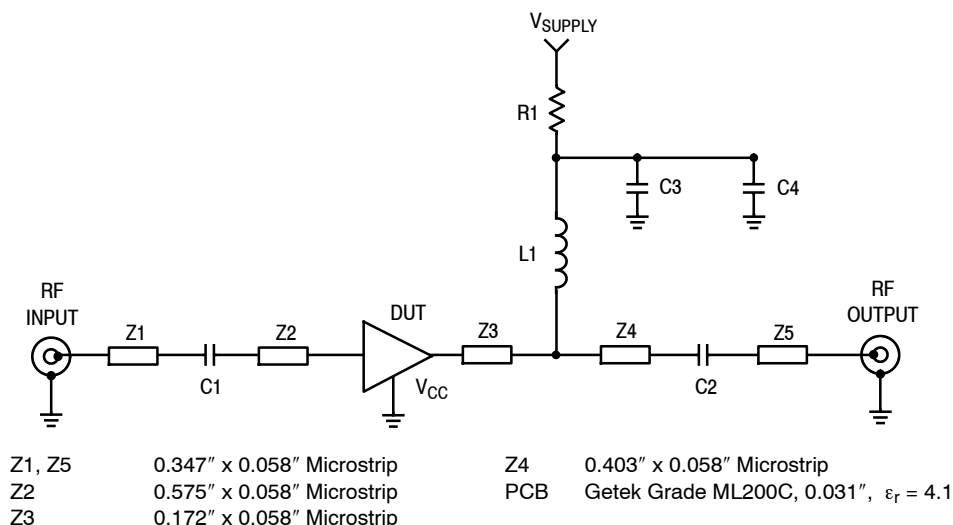 V_SUPPLY
R1
C3 C4
L1
RF
INPUT
DUT
RF
OUTPUT
Z1 Z2 Z3 Z4 Z5
C1 V_CC C2
Z1, Z5 0.347″ x 0.058″ Microstrip
Z2 0.575″ x 0.058″ Microstrip
Z3 0.172″ x 0.058″ Microstrip
Z4 0.403″ x 0.058″ Microstrip
PCB Getek Grade ML200C, 0.031″, εr = 4.1